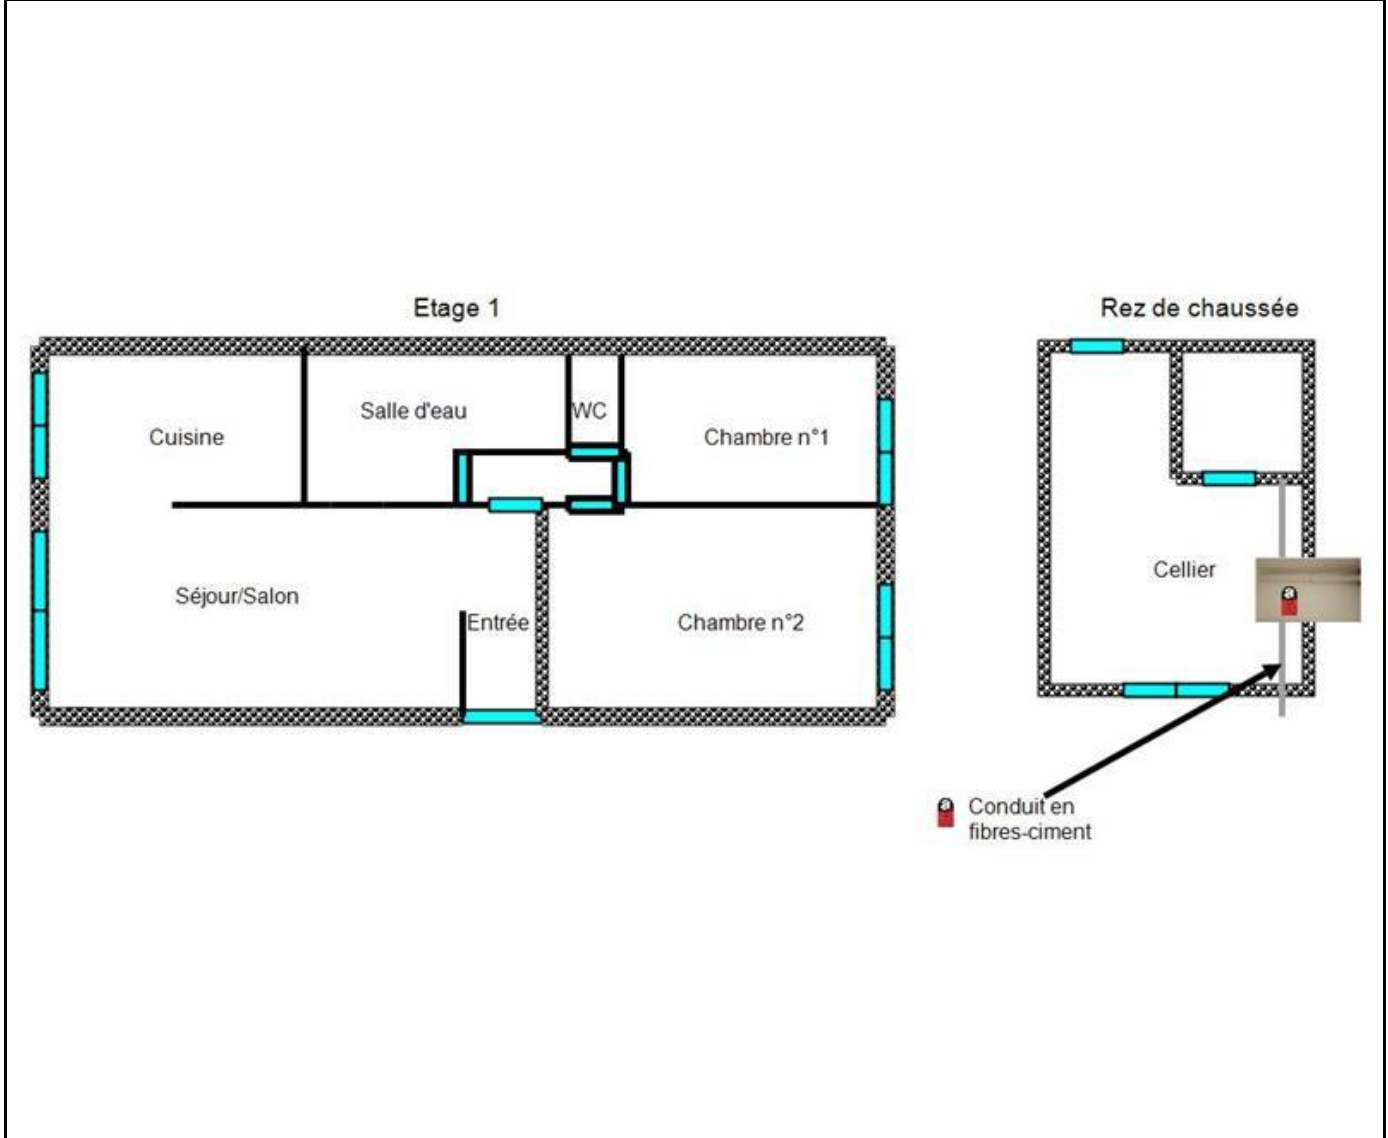 Etage 1
Rez de chaussée
Salle d'eau
WC
Cuisine
Chambre n°1
Séjour/Salon
Entrée
Chambre n°2
Cellier
a
a
Conduit en
fibres-ciment